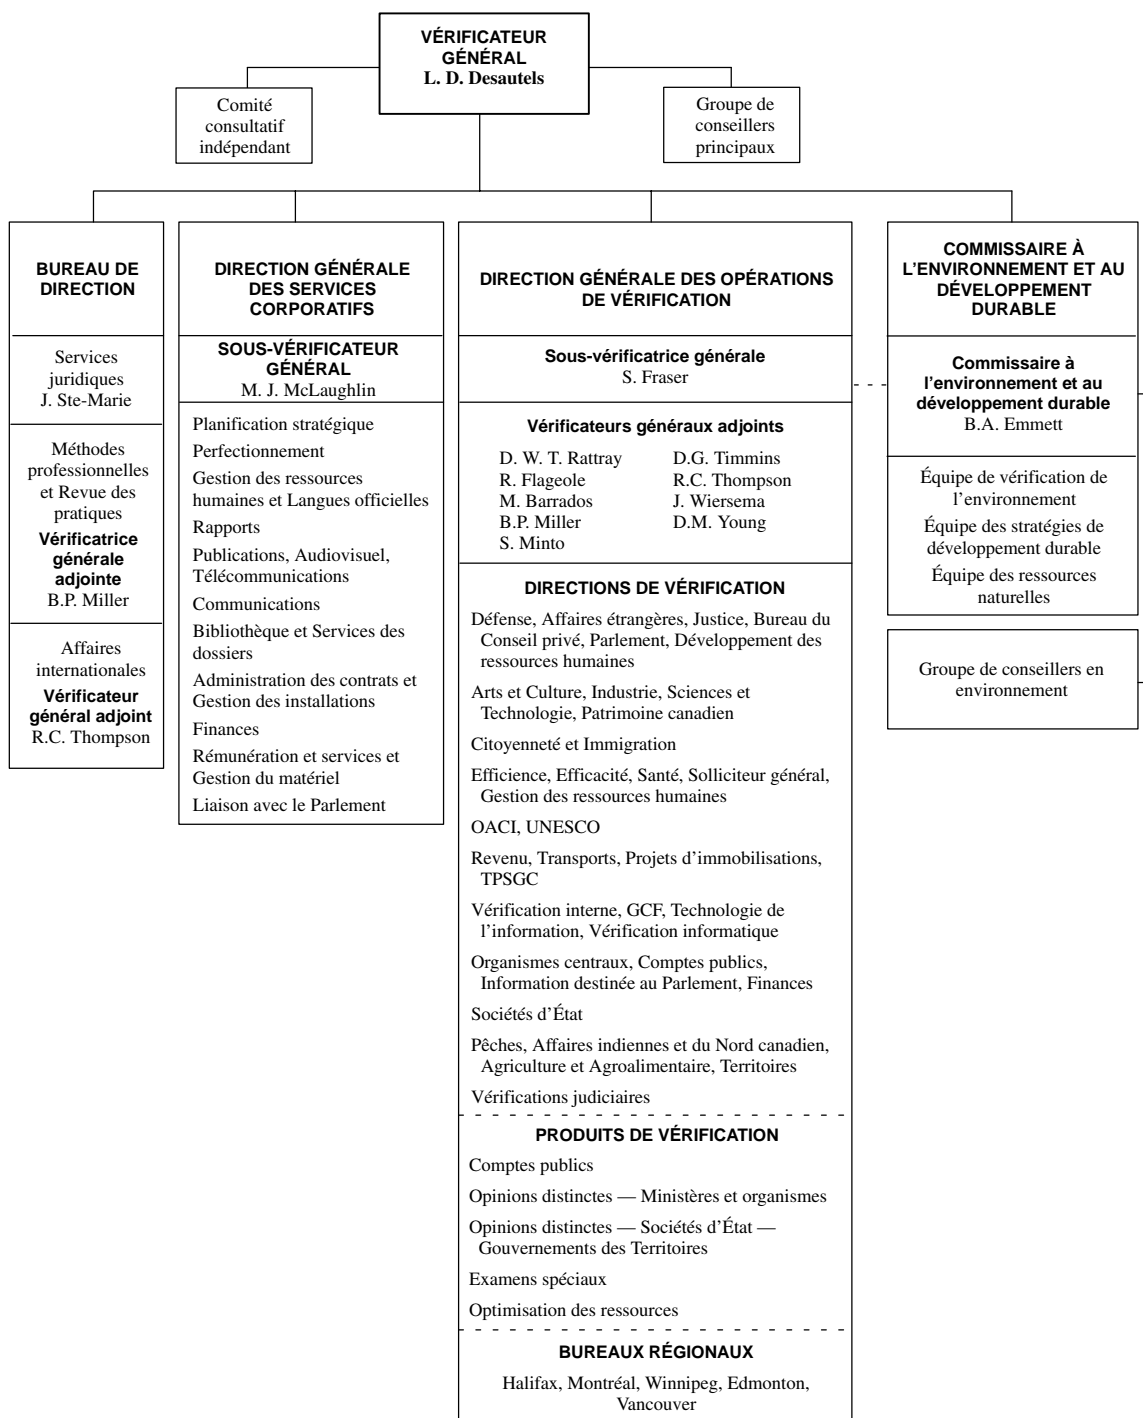 VÉRIFICATEUR
GÉNÉRAL
L. D. Desautels
Comité
consultatif
indépendant
Groupe de
conseillers
principaux
BUREAU DE
DIRECTION
Services
juridiques
J. Ste-Marie
Méthodes
professionnelles
et Revue des
pratiques
Vérificatrice
générale
adjointe
B.P. Miller
Affaires
internationales
Vérificateur
général adjoint
R.C. Thompson
DIRECTION GÉNÉRALE
DES SERVICES
CORPORATIFS
SOUS-VÉRIFICATEUR
GÉNÉRAL
M. J. McLaughlin
Planification stratégique
Perfectionnement
Gestion des ressources
humaines et Langues officielles
Rapports
Publications, Audiovisuel,
Télécommunications
Communications
Bibliothèque et Services des
dossiers
Administration des contrats et
Gestion des installations
Finances
Rémunération et services et
Gestion du matériel
Liaison avec le Parlement
DIRECTION GÉNÉRALE DES OPÉRATIONS
DE VÉRIFICATION
Sous-vérificatrice générale
S. Fraser
Vérificateurs généraux adjoints
D. W. T. Rattray
R. Flageole
M. Barrados
B.P. Miller
S. Minto
D.G. Timmins
R.C. Thompson
J. Wiersema
D.M. Young
DIRECTIONS DE VÉRIFICATION
Défense, Affaires étrangères, Justice, Bureau du
Conseil privé, Parlement, Développement des
ressources humaines
Arts et Culture, Industrie, Sciences et
Technologie, Patrimoine canadien
Citoyenneté et Immigration
Efficience, Efficacité, Santé, Solliciteur général,
Gestion des ressources humaines
OACI, UNESCO
Revenu, Transports, Projets d'immobilisations,
TPSGC
Vérification interne, GCF, Technologie de
l'information, Vérification informatique
Organismes centraux, Comptes publics,
Information destinée au Parlement, Finances
Sociétés d'État
Pêches, Affaires indiennes et du Nord canadien,
Agriculture et Agroalimentaire, Territoires
Vérifications judiciaires
PRODUITS DE VÉRIFICATION
Comptes publics
Opinions distinctes — Ministères et organismes
Opinions distinctes — Sociétés d'État —
Gouvernements des Territoires
Examens spéciaux
Optimisation des ressources
BUREAUX RÉGIONAUX
Halifax, Montréal, Winnipeg, Edmonton,
Vancouver
COMMISSAIRE À
L'ENVIRONNEMENT ET AU
DÉVELOPPEMENT
DURABLE
Commissaire à
l'environnement et au
développement durable
B.A. Emmett
Équipe de vérification de
l'environnement
Équipe des stratégies de
développement durable
Équipe des ressources
naturelles
Groupe de conseillers en
environnement